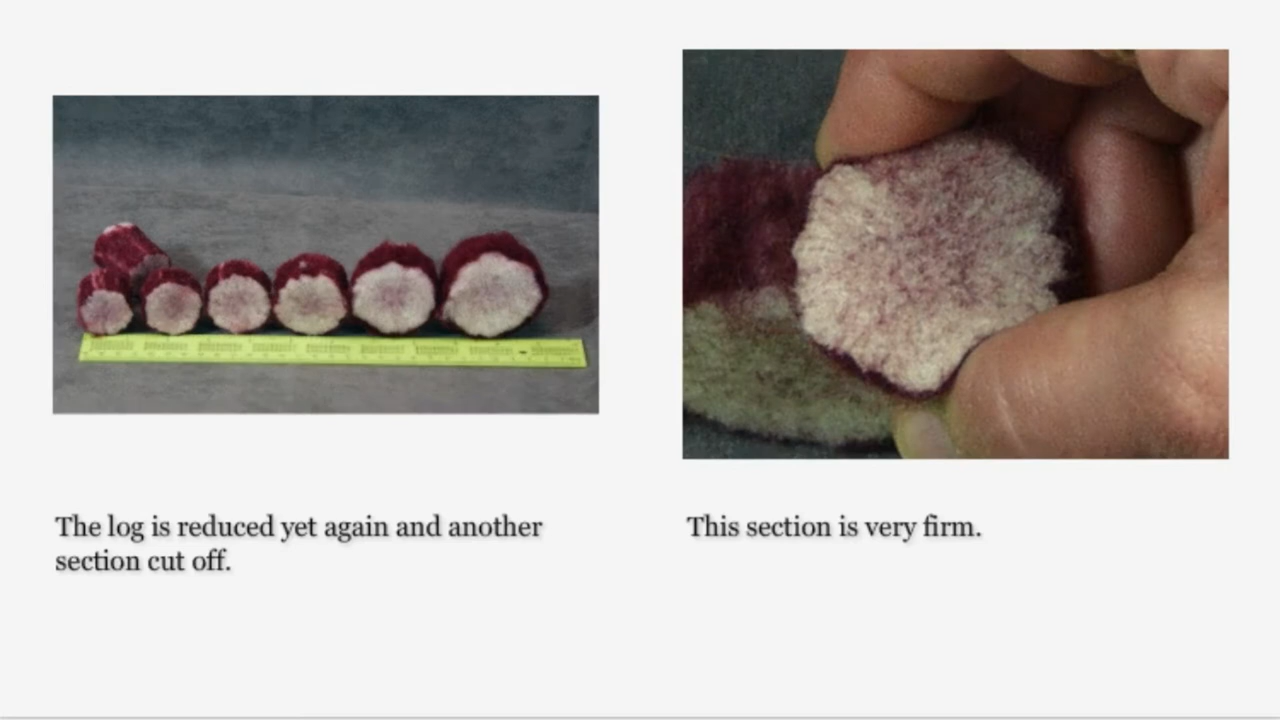 The log is reduced yet again and another
section cut off.
This section is very firm.